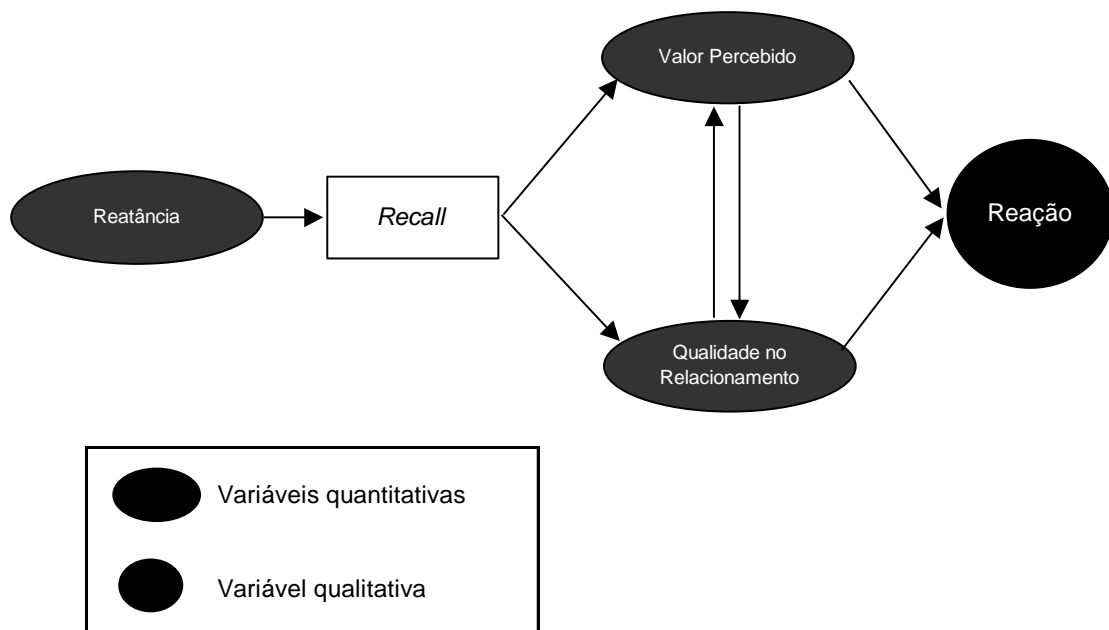 Valor Percebido
Reatância
Recall
Reação
Qualidade no
Relacionamento
Variáveis quantitativas
Variável qualitativa